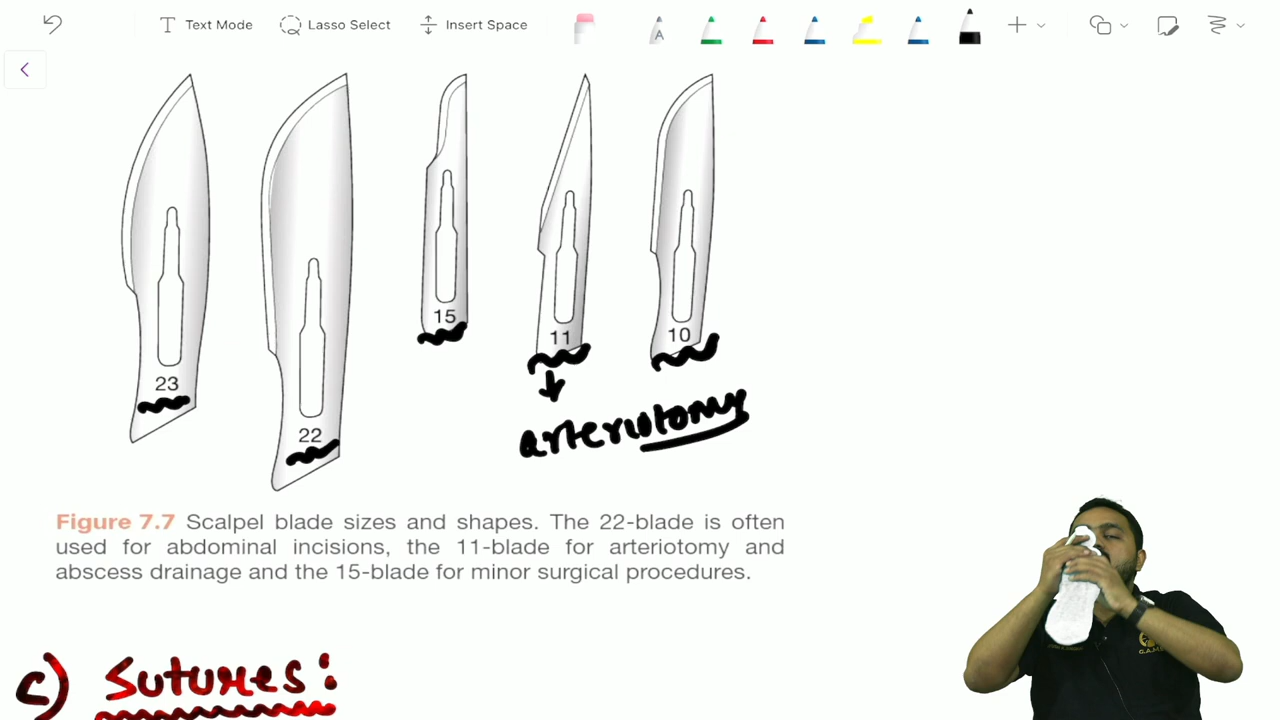 Text Mode
Lasso Select
Insert Space
23
22
15
11
10
arteriotomy
Figure 7.7 Scalpel blade sizes and shapes. The 22-blade is often
used for abdominal incisions, the 11-blade for arteriotomy and
abscess drainage and the 15-blade for minor surgical procedures.
c) Sutures: